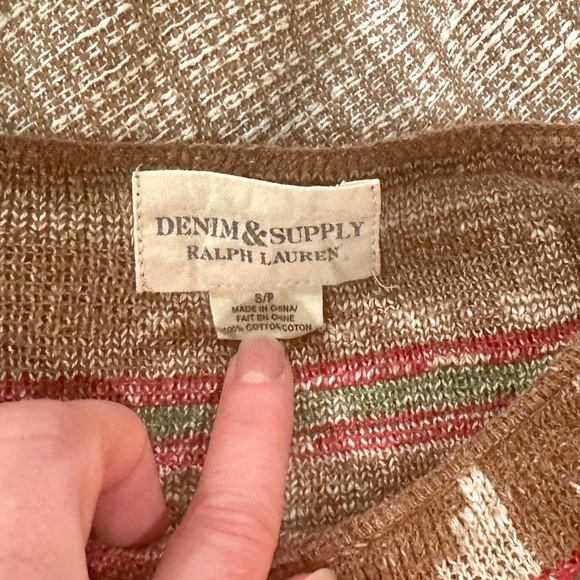 DENIM & SUPPLY
RALPH LAUREN
S/P
MADE IN CHINA/
FAIT EN CHINE
100% COTTON/COTON